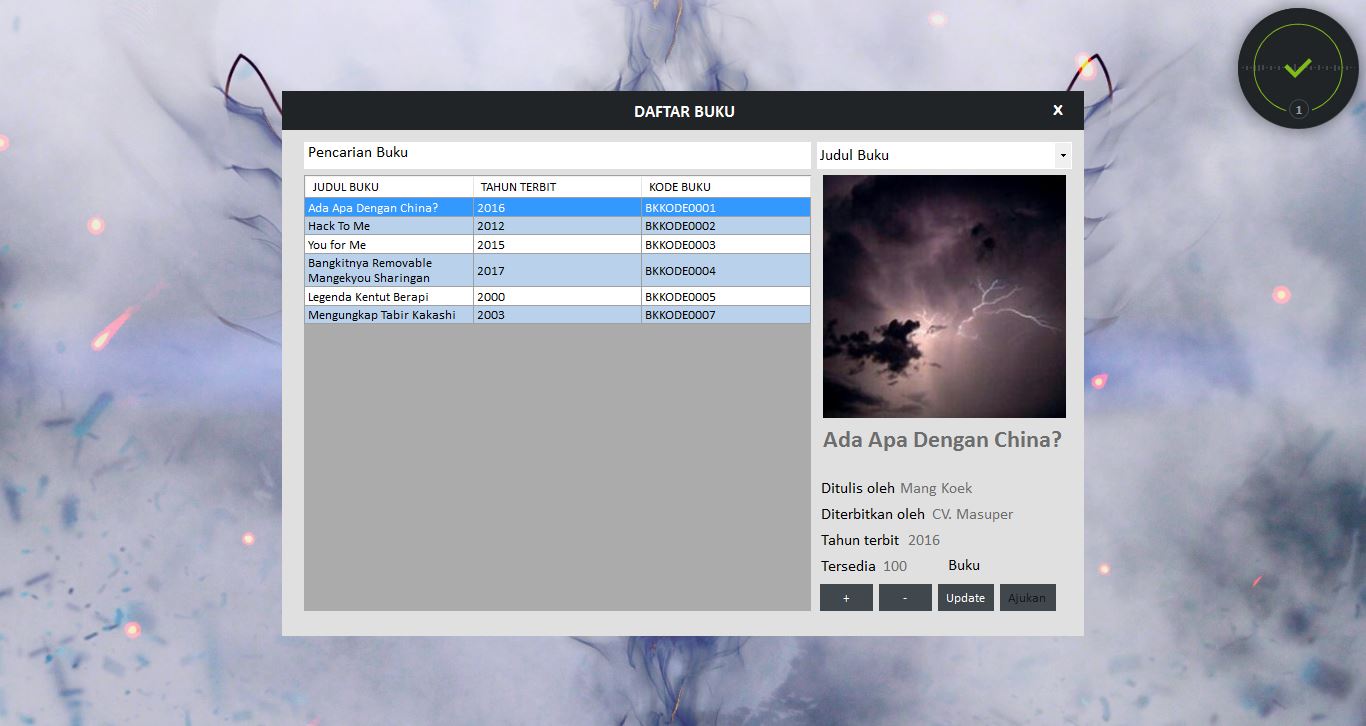 1
DAFTAR BUKU X
Pencarian Buku Judul Buku
JUDUL BUKU TAHUN TERBIT KODE BUKU
Ada Apa Dengan China? 2016 BKKODE0001
Hack To Me 2012 BKKODE0002
You for Me 2015 BKKODE0003
Bangkitnya Removable
Mangekyou Sharingan 2017 BKKODE0004
Legenda Kentut Berapi 2000 BKKODE0005
Mengungkap Tabir Kakashi 2003 BKKODE0007
Ada Apa Dengan China?
Ditulis oleh Mang Koek
Diterbitkan oleh CV. Masuper
Tahun terbit 2016
Tersedia 100 Buku
+ - Update Ajukan